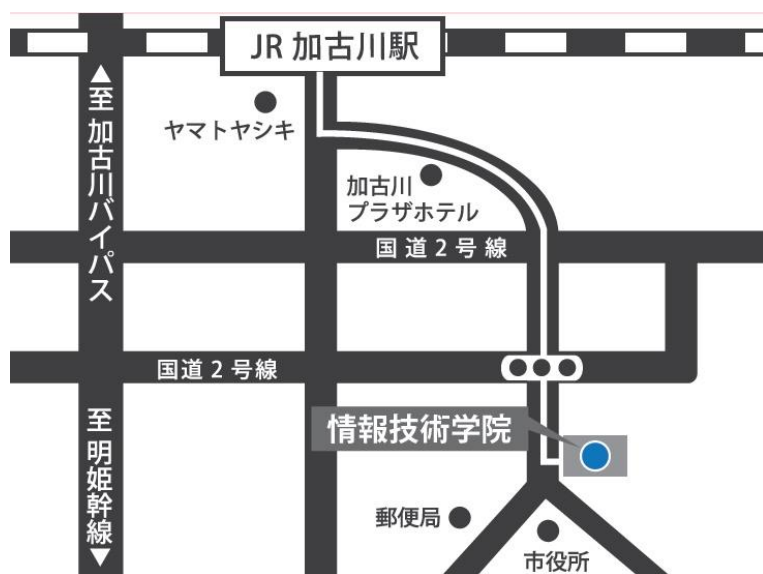 JR 加古川駅
▲至 加古川バイパス
ヤマトヤシキ
加古川
プラザホテル
国道2号線
国道2号線
至 明姫幹線▼
情報技術学院
郵便局
市役所